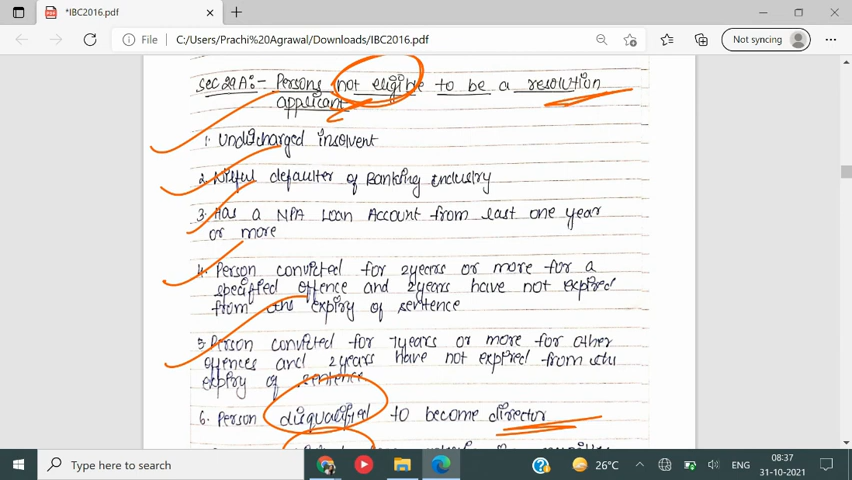 *IBC2016.pdf
File C:/Users/Prachi%20Agrawal/Downloads/IBC2016.pdf
Not syncing
Sec 29A:- Persons not eligible to be a resolution
applicant
1. Undischarged insolvent
2. Wilful defaulter of Banking industry
3. Has a NPA Loan Account from last one year
or more
4. Person convicted for 2years or more for a
specified offence and 2years have not expired
from the expiry of sentence
5. Person convicted for 7years or more for other
offences and 2years have not expired from the
expiry of sentence
6. Person disqualified to become director
Type here to search
26°C
ENG
08:37
31-10-2021